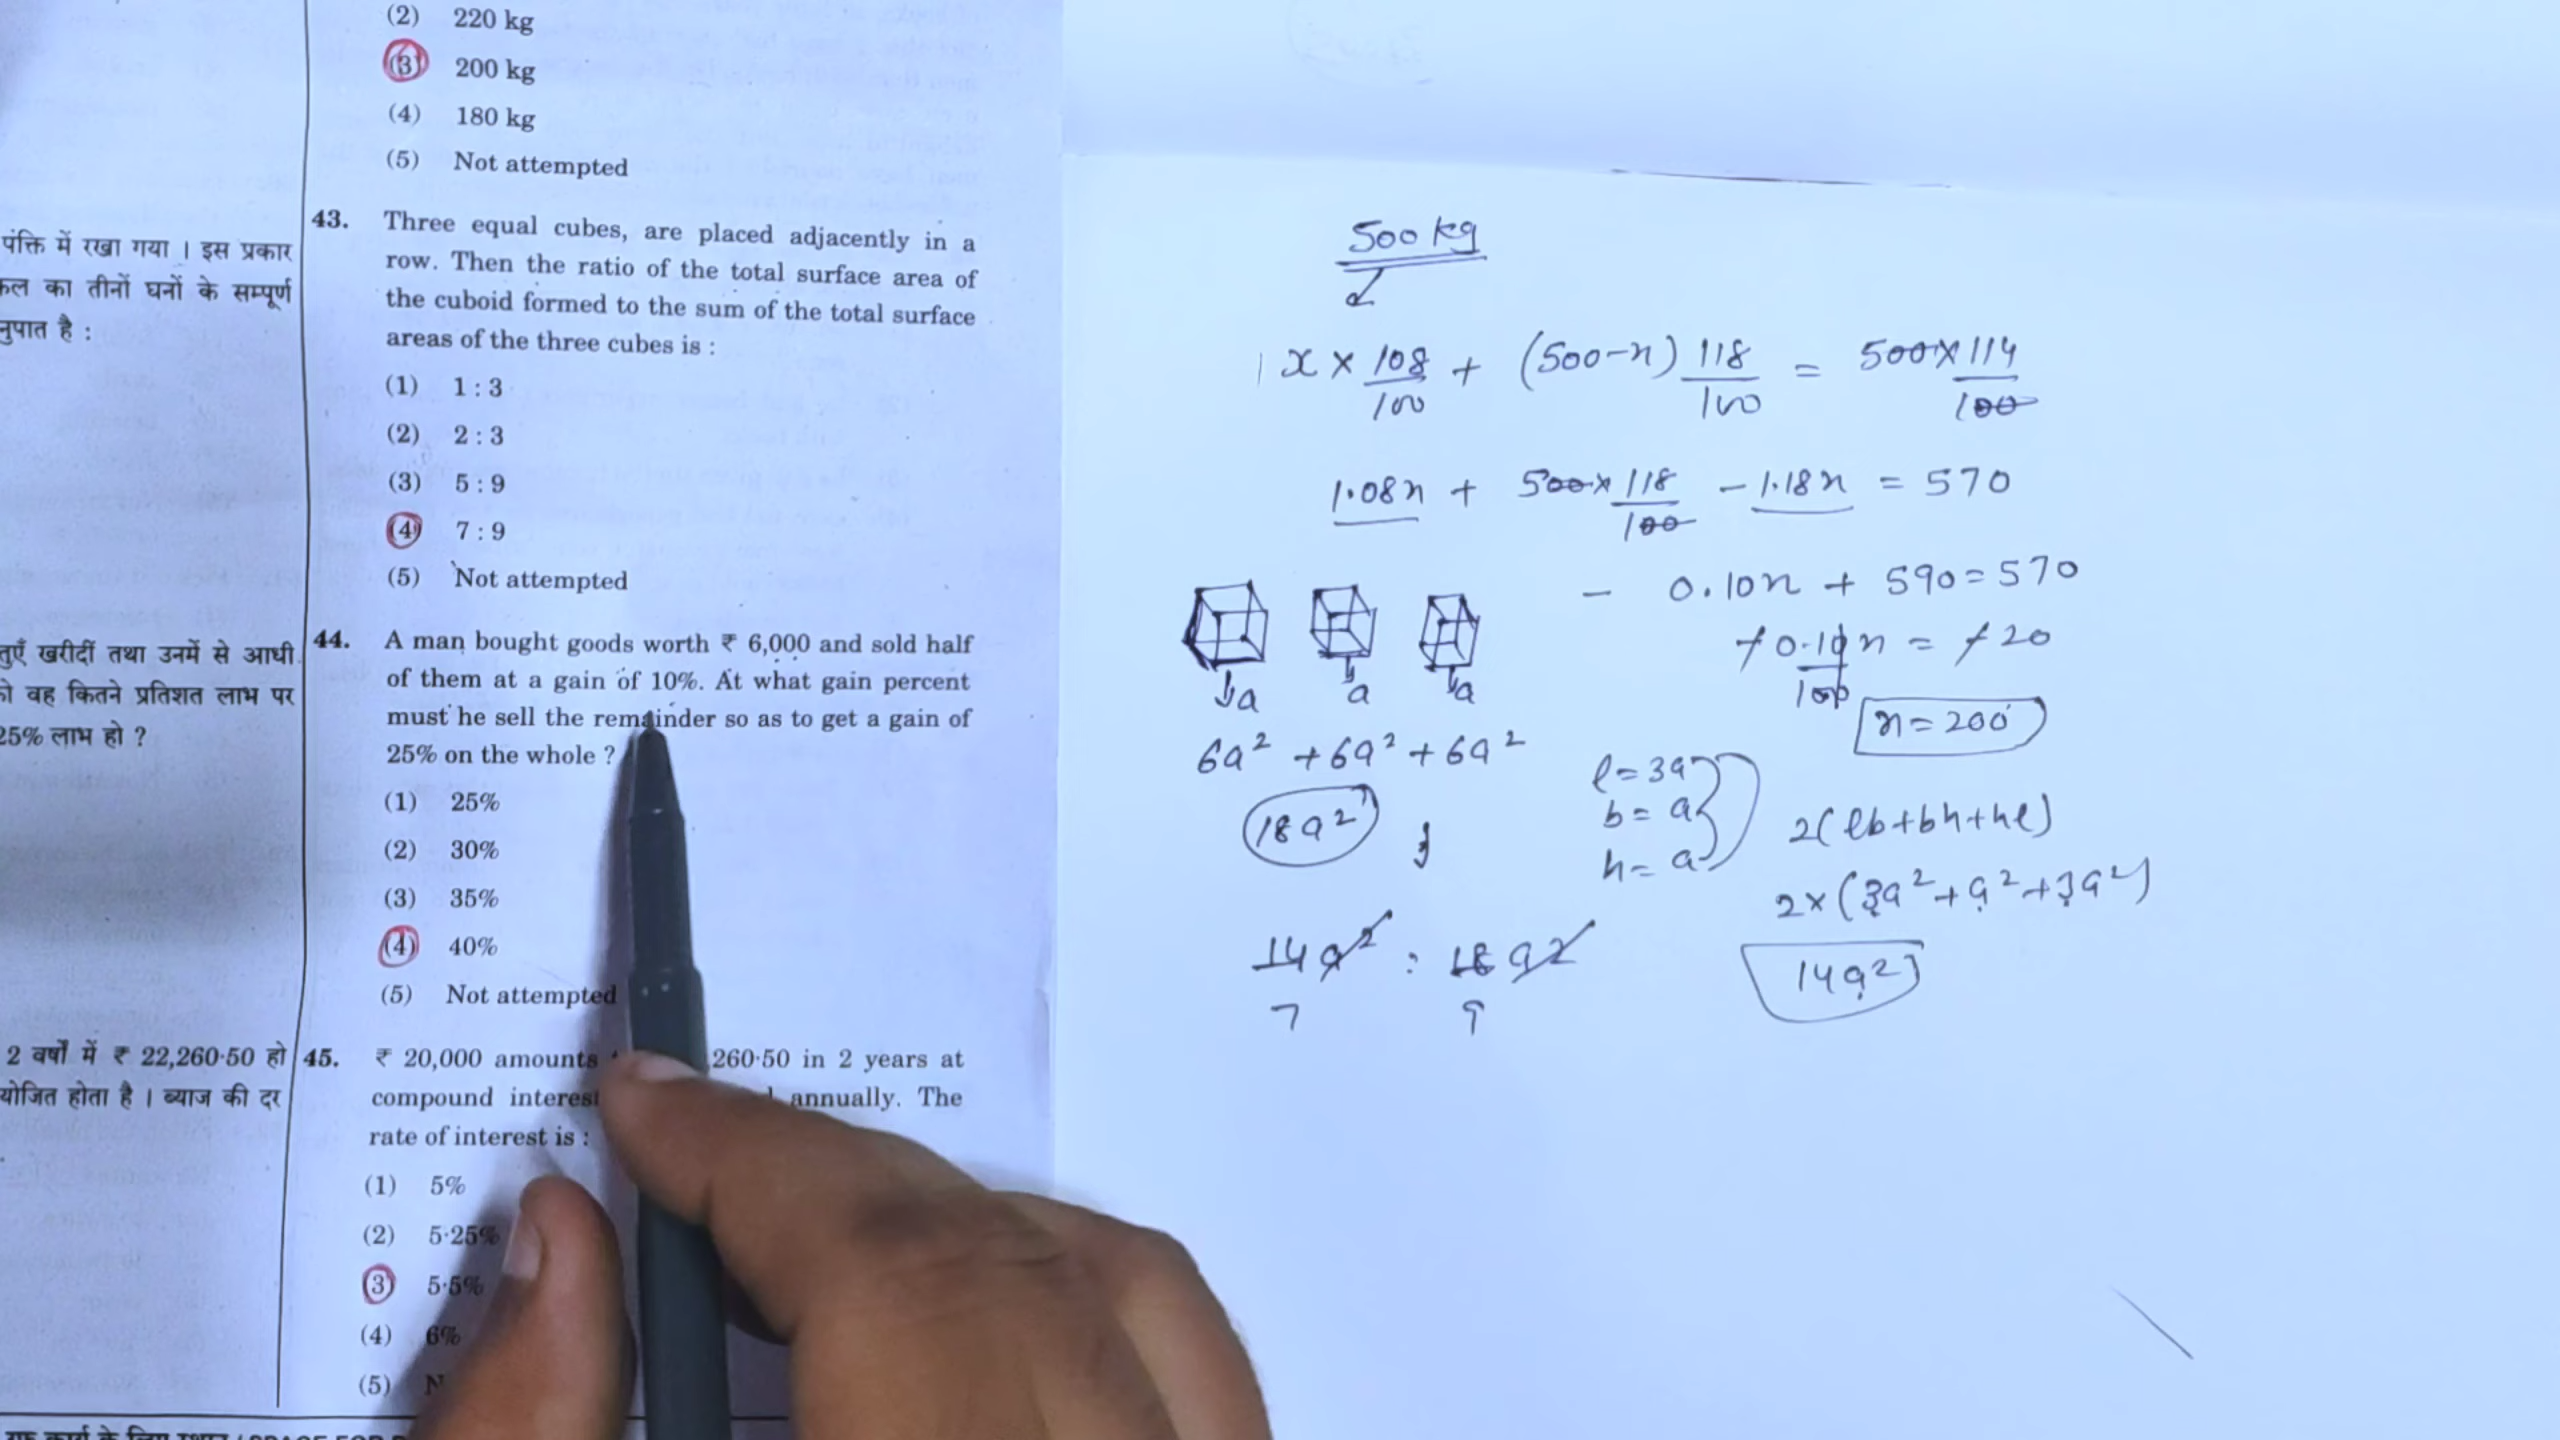 (2) 220 kg
(3) 200 kg
(4) 180 kg
(5) Not attempted
पंक्ति में रखा गया । इस प्रकार
का तीनों घनों के सम्पूर्ण
है :
43. Three equal cubes, are placed adjacently in a
row. Then the ratio of the total surface area of
the cuboid formed to the sum of the total surface
areas of the three cubes is :
(1) 1 : 3
(2) 2 : 3
(3) 5 : 9
(4) 7 : 9
(5) Not attempted
खरीदीं तथा उनमें से आधी
वह कितने प्रतिशत लाभ पर
25% लाभ हो ?
44. A man bought goods worth ₹ 6,000 and sold half
of them at a gain of 10%. At what gain percent
must he sell the remainder so as to get a gain of
25% on the whole ?
(1) 25%
(2) 30%
(3) 35%
(4) 40%
(5) Not attempted
2 वर्षों में ₹ 22,260·50 हो
योजित होता है । ब्याज की दर
45. ₹ 20,000 amounts 260·50 in 2 years at
compound interest annually. The
rate of interest is :
(1) 5%
(2) 5·25%
(3) 5·5%
(4) 6%
(5) N
500 kg
x × 108/100 + (500-x) 118/100 = 500×114/100
1.08x + 500×118/100 - 1.18x = 570
- 0.10x + 590 = 570
-0.10x = -20
100
x = 200
a a a
6a² + 6a² + 6a²
18a²
l = 3a
b = a
h = a
2(lb+bh+hl)
2×(3a²+a²+3a²)
14a²
14a² : 18a²
7 9